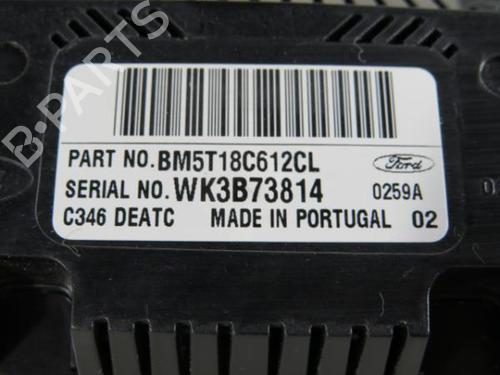 PART NO.BM5T18C612CL
Ford
SERIAL NO.WK3B73814 0259A
C346 DEATC MADE IN PORTUGAL 02
B-PARTS